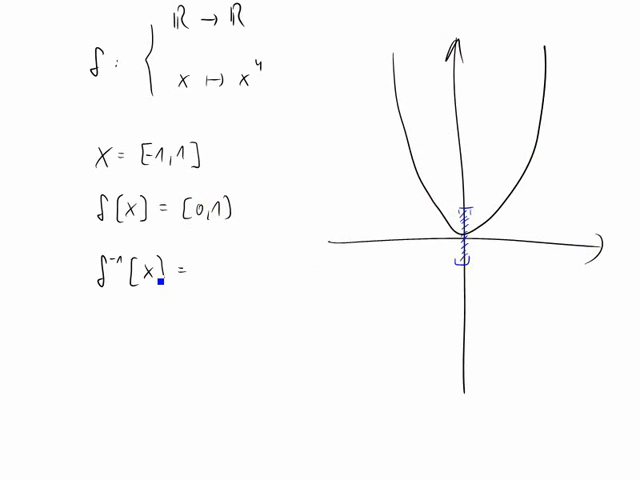 f : { ℝ → ℝ
x ↦ x⁴
X = [-1,1]
f[X] = [0,1]
f⁻¹[X] =